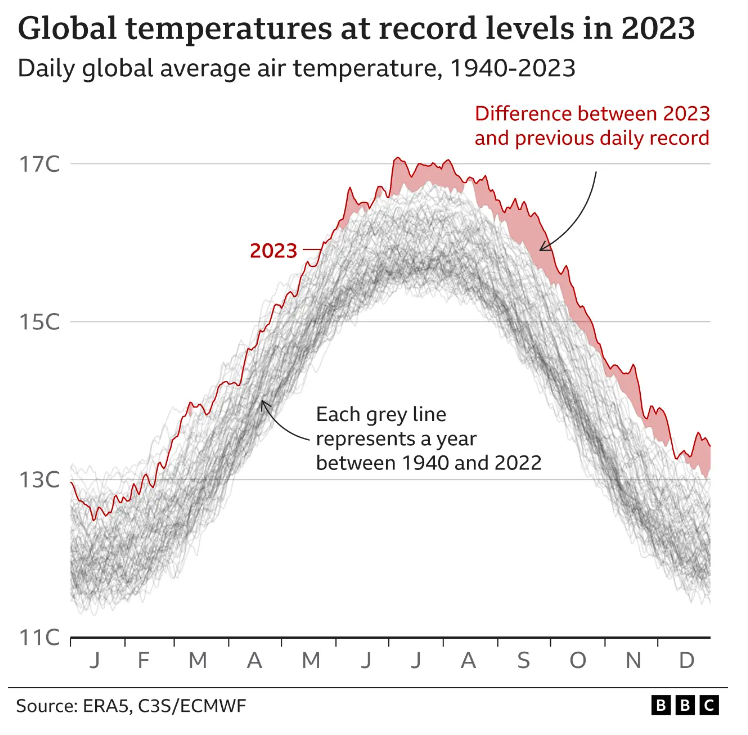 Global temperatures at record levels in 2023
Daily global average air temperature, 1940-2023
Difference between 2023
and previous daily record
17C
2023
15C
Each grey line
represents a year
between 1940 and 2022
13C
11C
J F M A M J J A S O N D
Source: ERA5, C3S/ECMWF
BBC